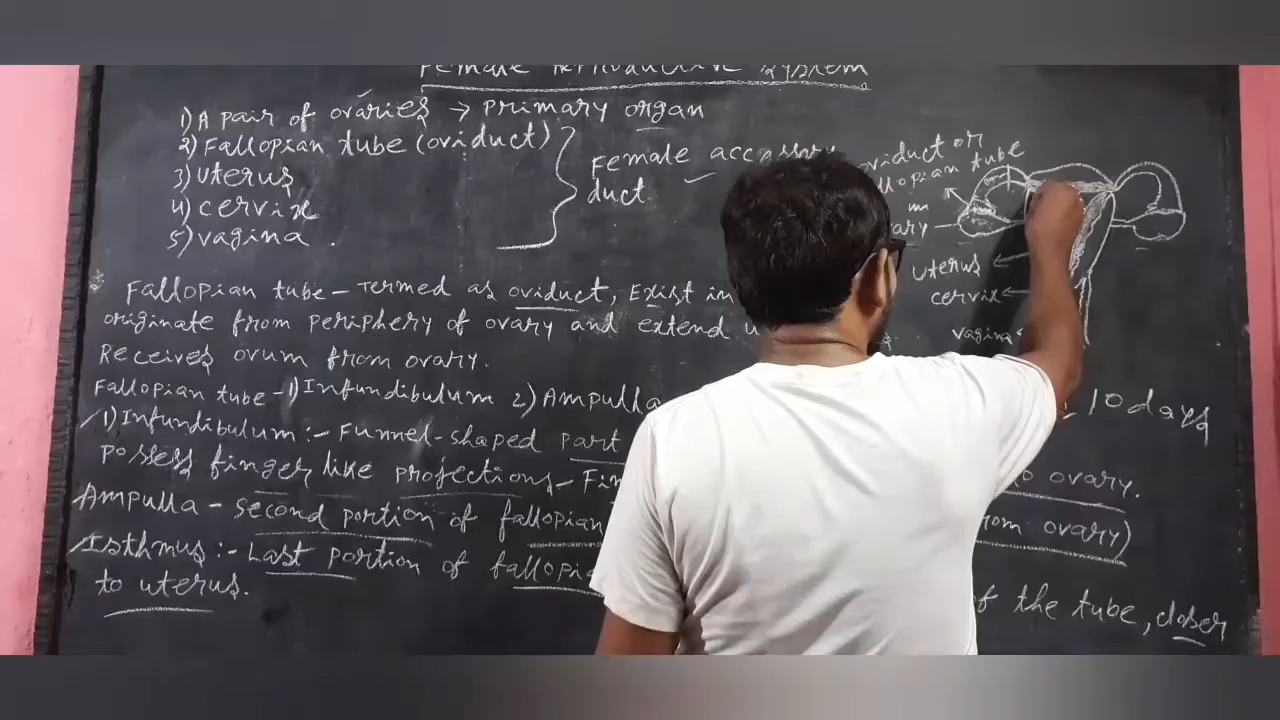 Female Reproductive System
1) A pair of ovaries → Primary organ
2) Fallopian tube (oviduct)
3) Uterus
4) cervix
5) vagina .
Female accessory
duct
oviduct or
fallopian tube
uterus
cervix
vagina
Fallopian tube - Termed as oviduct, Exist in
originate from periphery of ovary and extend
Receives ovum from ovary.
Fallopian tube - 1) Infundibulum 2) Ampulla
10 days
1) Infundibulum :- Funnel-shaped part
possess finger like projections - to ovary.
Ampulla - second portion of fallopian from ovary)
Isthmus :- Last portion of of the tube, closer
to uterus.